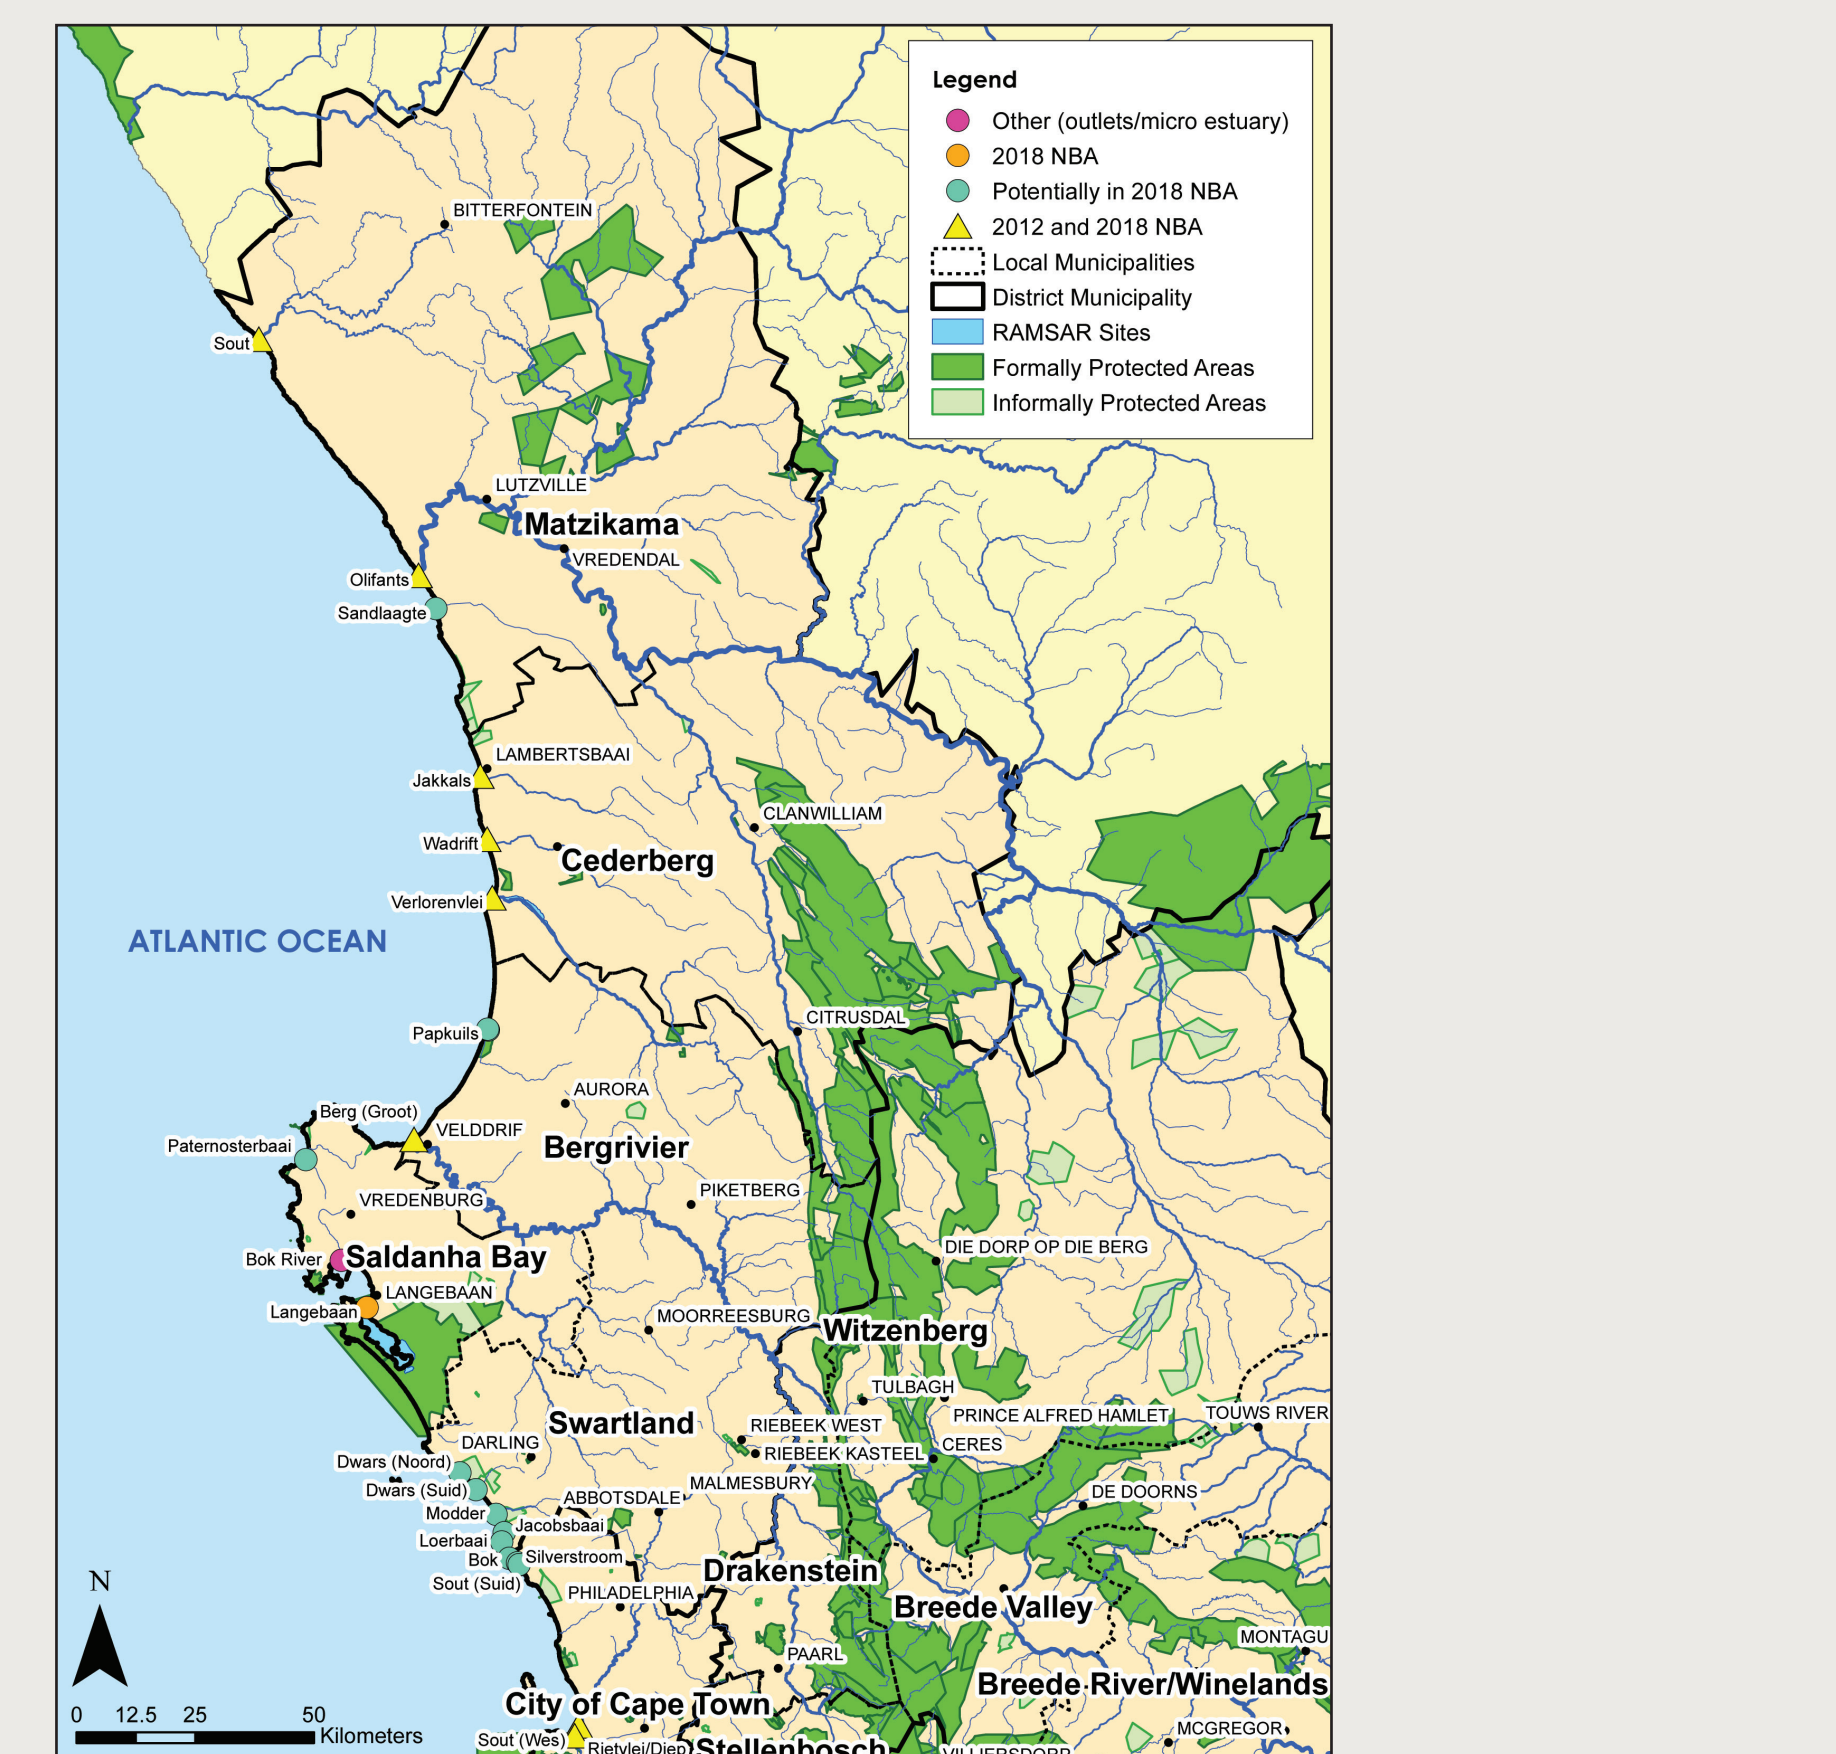 Legend
Other (outlets/micro estuary)
2018 NBA
Potentially in 2018 NBA
2012 and 2018 NBA
Local Municipalities
District Municipality
RAMSAR Sites
Formally Protected Areas
Informally Protected Areas
BITTERFONTEIN
Sout
LUTZVILLE
Matzikama
VREDENDAL
Olifants
Sandlaagte
LAMBERTSBAAI
Jakkals
CLANWILLIAM
Wadrift
Cederberg
Verlorenvlei
ATLANTIC OCEAN
CITRUSDAL
Papkuils
AURORA
Berg (Groot)
VELDDRIF
Paternosterbaai
Bergrivier
PIKETBERG
VREDENBURG
DIE DORP OP DIE BERG
Bok River
Saldanha Bay
LANGEBAAN
Langebaan
MOORREESBURG
Witzenberg
TULBAGH
PRINCE ALFRED HAMLET
TOUWS RIVER
Swartland
RIEBEEK WEST
DARLING
RIEBEEK KASTEEL
CERES
Dwars (Noord)
MALMESBURY
Dwars (Suid)
DE DOORNS
ABBOTSDALE
Modder
Jacobsbaai
Loerbaai
Bok
Silverstroom
Sout (Suid)
Drakenstein
PHILADELPHIA
Breede Valley
N
MONTAGU
PAARL
Breede River/Winelands
City of Cape Town
0 12.5 25 50
Kilometers
MCGREGOR
Sout (Wes)
Rietvlei/Diep
Stellenbosch
VILLIERSDORP